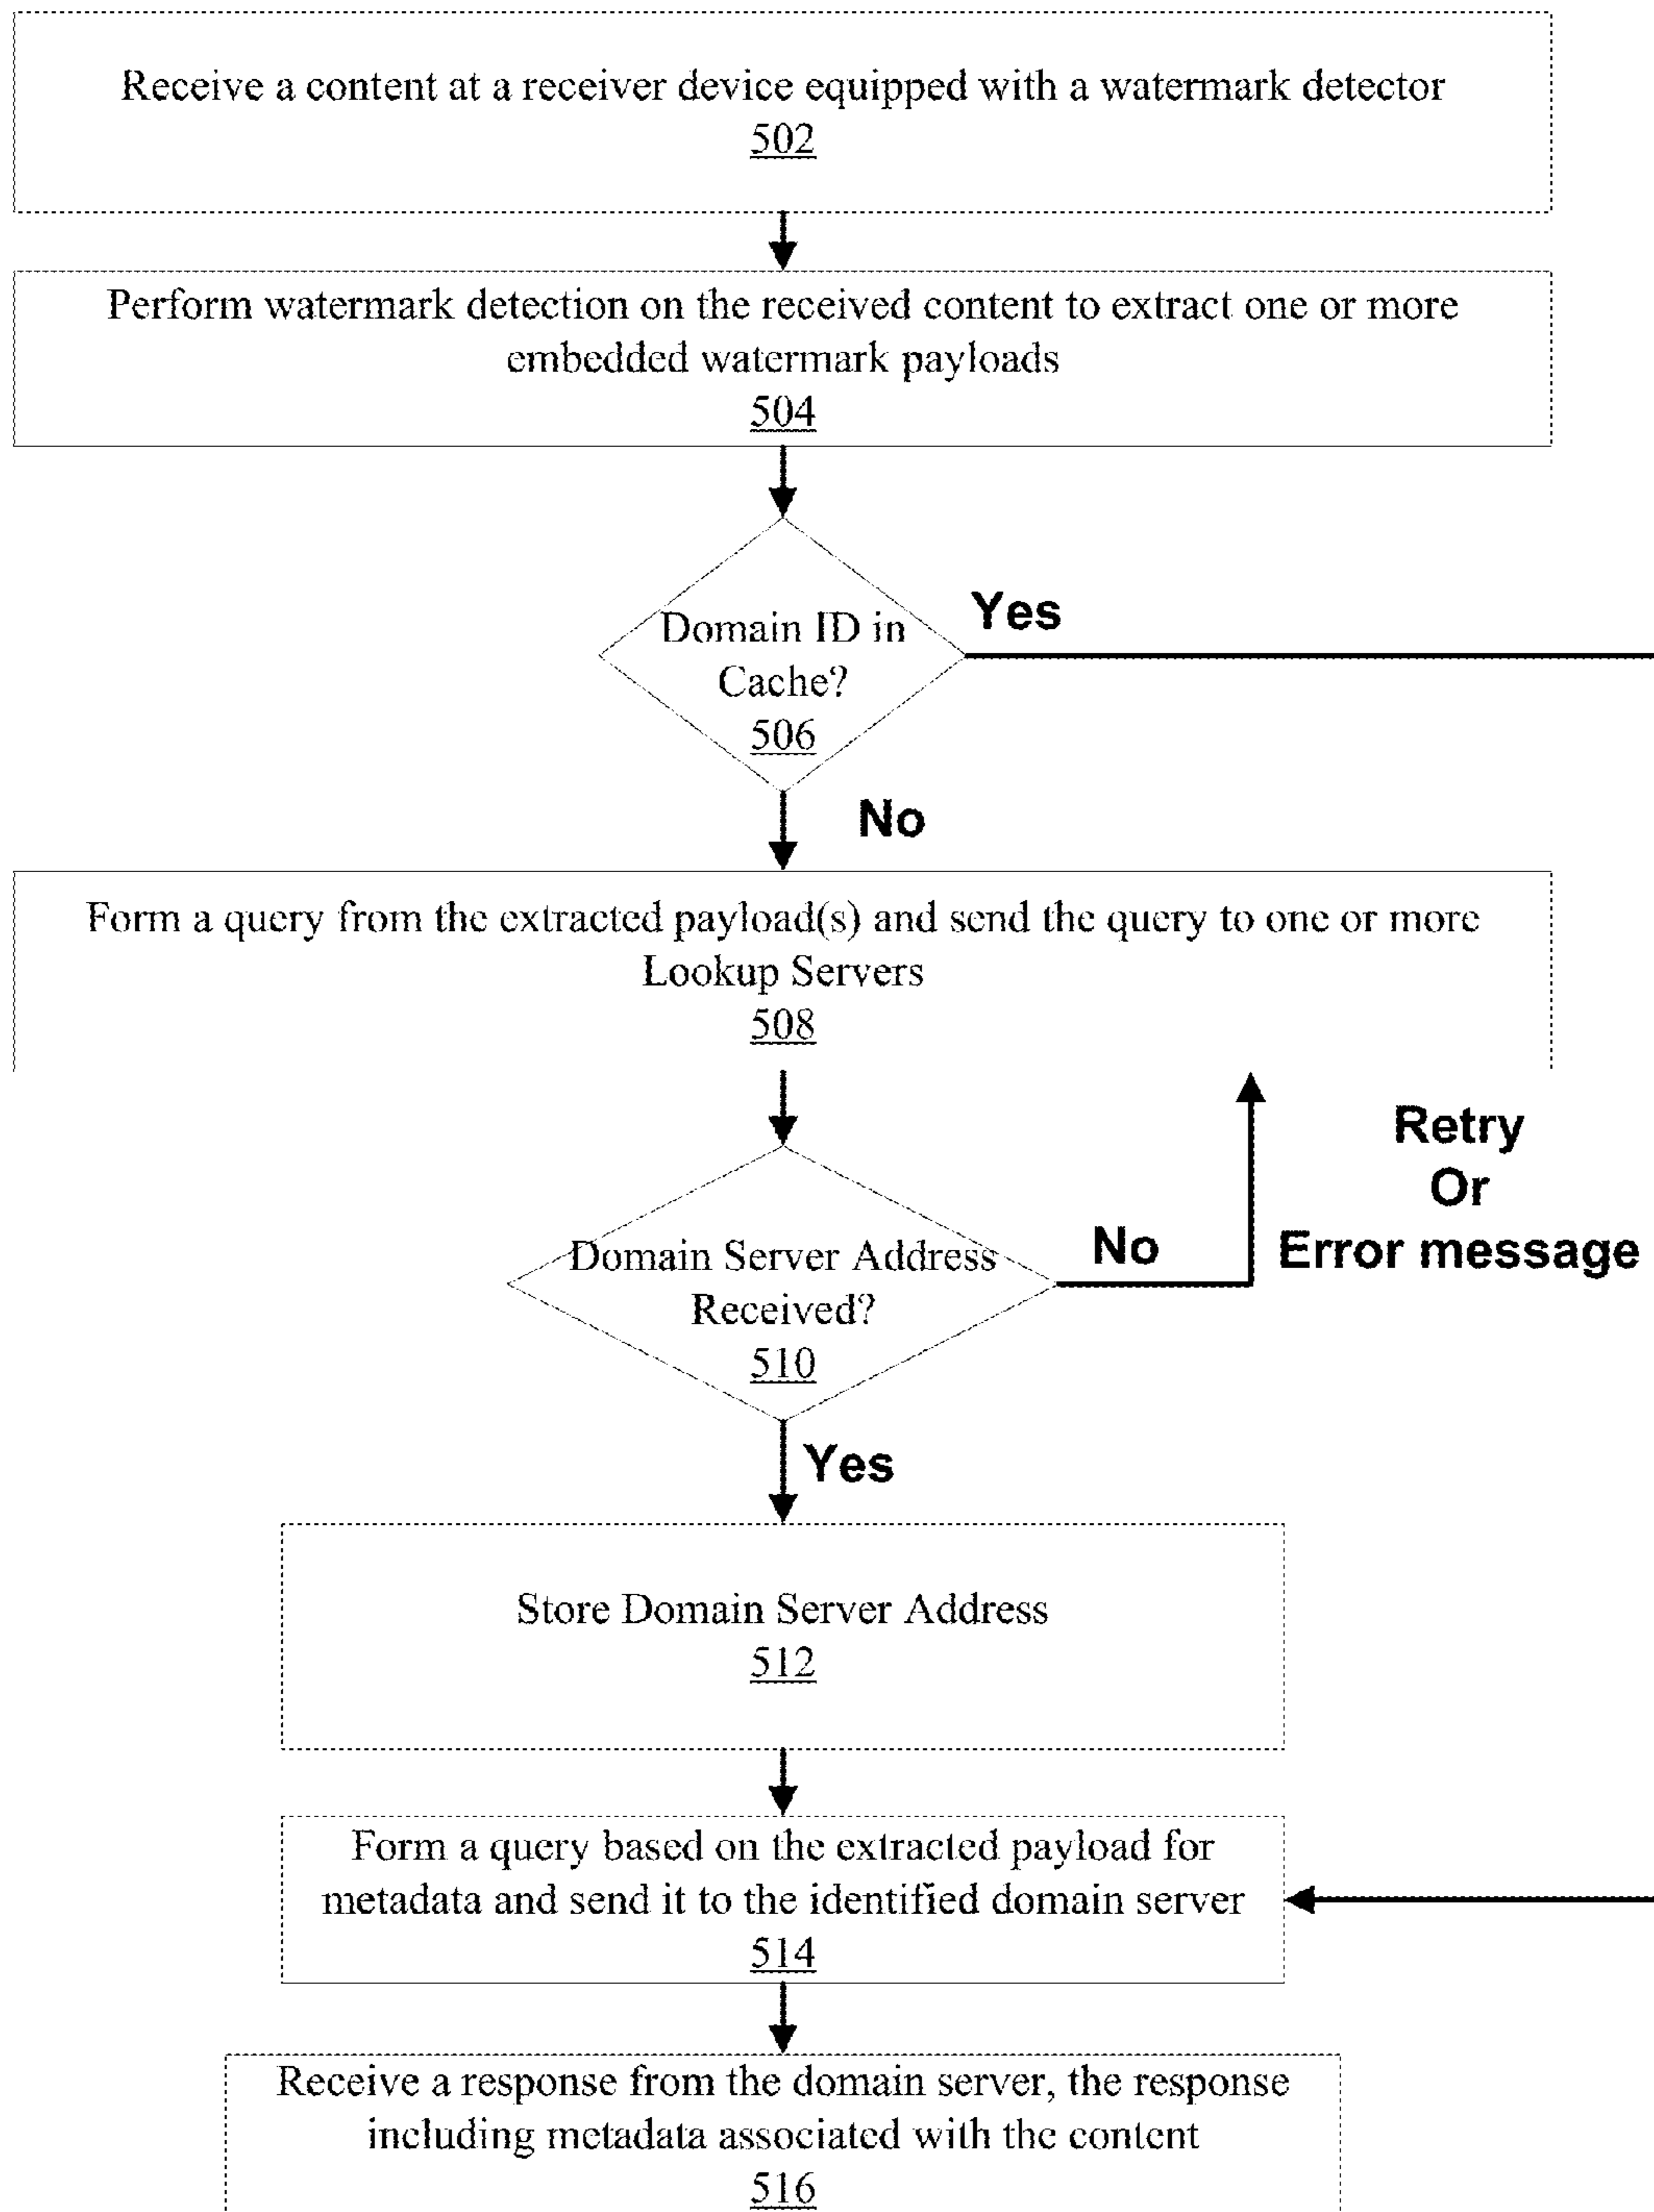 Receive a content at a receiver device equipped with a watermark detector
502
Perform watermark detection on the received content to extract one or more
embedded watermark payloads
504
Domain ID in
Cache?
506
Yes
No
Form a query from the extracted payload(s) and send the query to one or more
Lookup Servers
508
Retry
Or
Error message
No
Domain Server Address
Received?
510
Yes
Store Domain Server Address
512
Form a query based on the extracted payload for
metadata and send it to the identified domain server
514
Receive a response from the domain server, the response
including metadata associated with the content
516